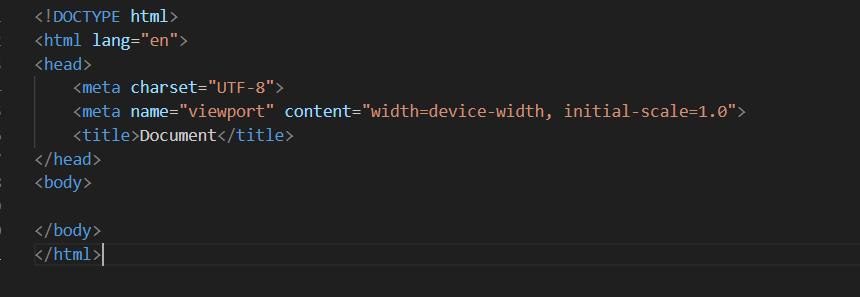 <!DOCTYPE html>
<html lang="en">
<head>
    <meta charset="UTF-8">
    <meta name="viewport" content="width=device-width, initial-scale=1.0">
    <title>Document</title>
</head>
<body>

</body>
</html>